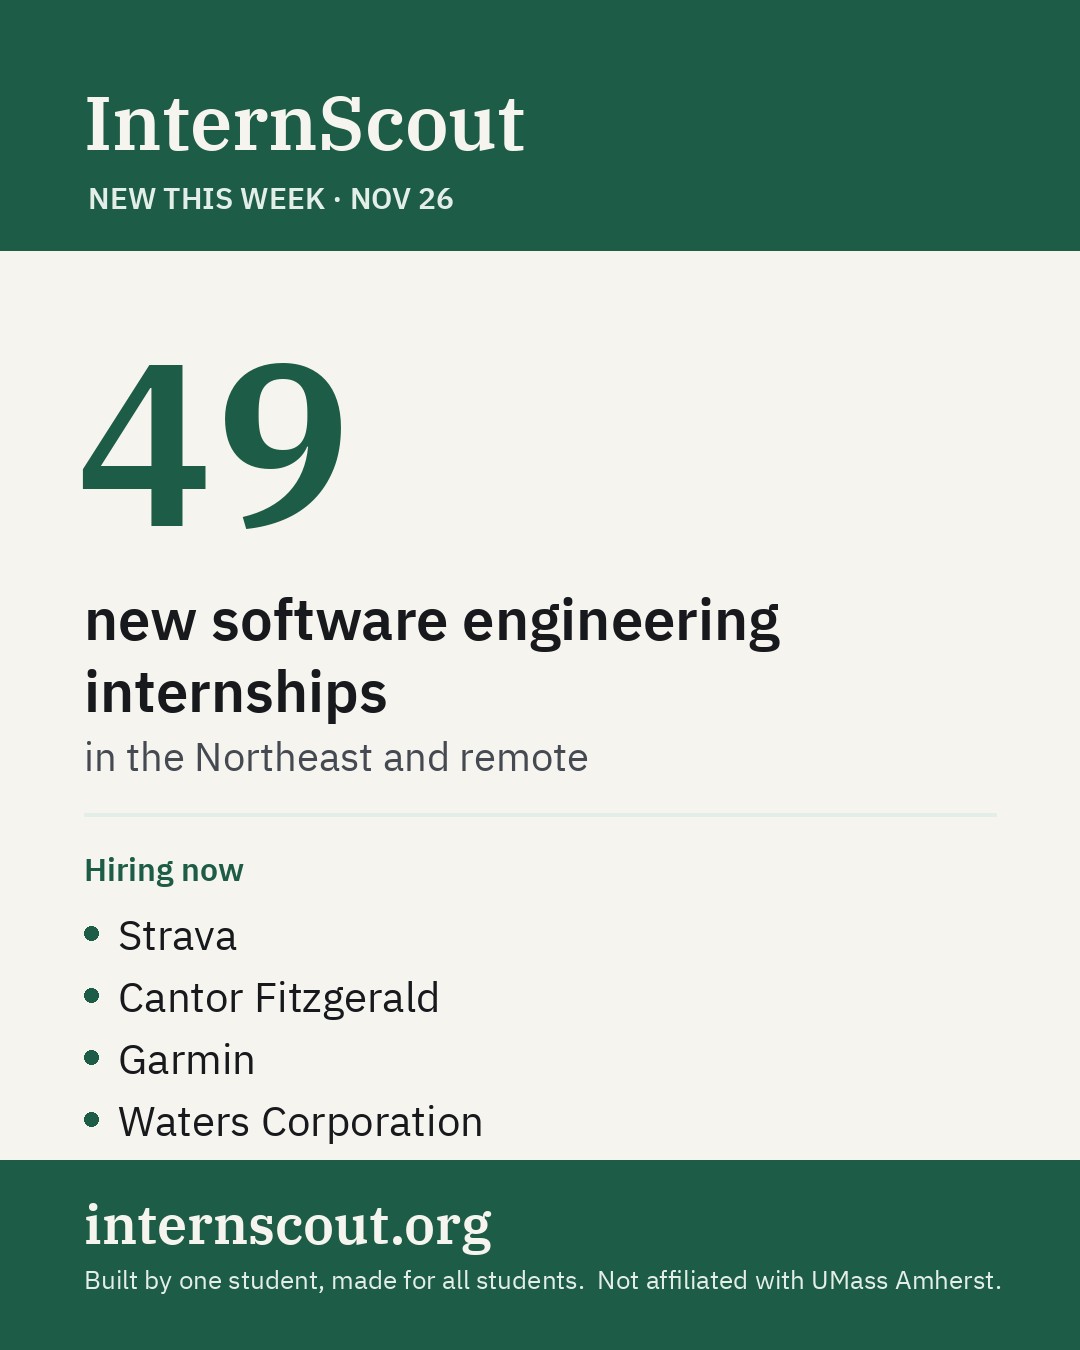 InternScout
NEW THIS WEEK · NOV 26
49
new software engineering
internships
in the Northeast and remote
Hiring now
• Strava
• Cantor Fitzgerald
• Garmin
• Waters Corporation
internscout.org
Built by one student, made for all students. Not affiliated with UMass Amherst.